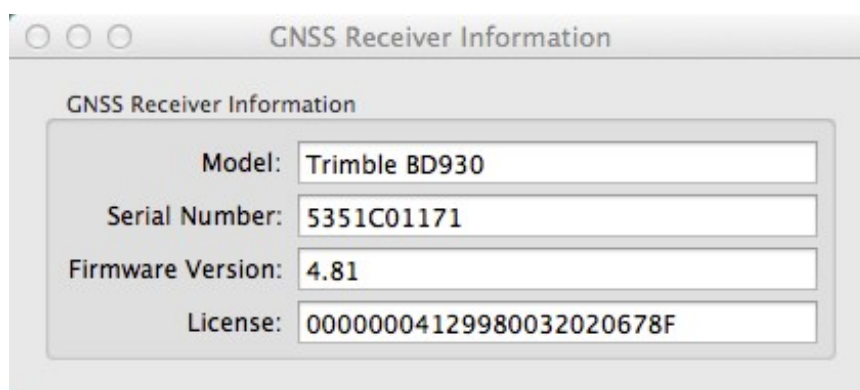 GNSS Receiver Information
GNSS Receiver Information
Model: Trimble BD930
Serial Number: 5351C01171
Firmware Version: 4.81
License: 00000004129980032020678F